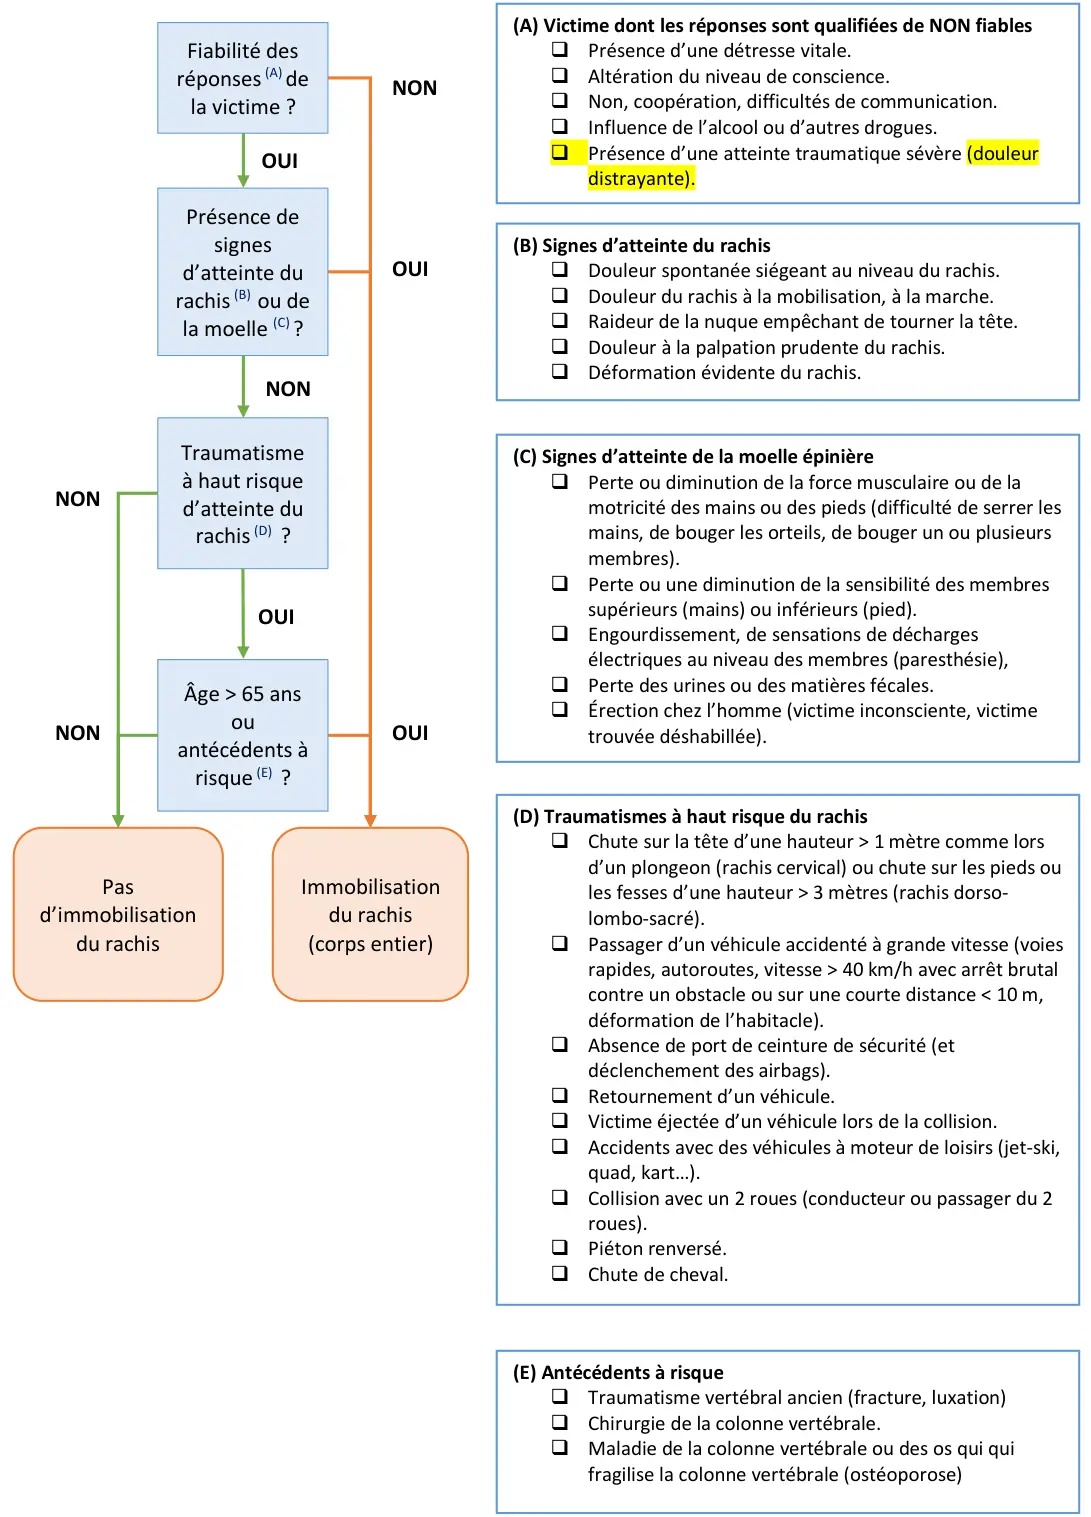 Fiabilité des
réponses (A) de
la victime ?
NON
OUI
Présence de
signes
d’atteinte du
rachis (B) ou de
la moelle (C) ?
OUI
NON
Traumatisme
à haut risque
d’atteinte du
rachis (D) ?
NON
OUI
Âge > 65 ans
ou
antécédents à
risque (E) ?
NON
OUI
Pas
d’immobilisation
du rachis
Immobilisation
du rachis
(corps entier)
(A) Victime dont les réponses sont qualifiées de NON fiables
❑ Présence d’une détresse vitale.
❑ Altération du niveau de conscience.
❑ Non, coopération, difficultés de communication.
❑ Influence de l’alcool ou d’autres drogues.
❑ Présence d’une atteinte traumatique sévère (douleur
distrayante).
(B) Signes d’atteinte du rachis
❑ Douleur spontanée siégeant au niveau du rachis.
❑ Douleur du rachis à la mobilisation, à la marche.
❑ Raideur de la nuque empêchant de tourner la tête.
❑ Douleur à la palpation prudente du rachis.
❑ Déformation évidente du rachis.
(C) Signes d’atteinte de la moelle épinière
❑ Perte ou diminution de la force musculaire ou de la
motricité des mains ou des pieds (difficulté de serrer les
mains, de bouger les orteils, de bouger un ou plusieurs
membres).
❑ Perte ou une diminution de la sensibilité des membres
supérieurs (mains) ou inférieurs (pied).
❑ Engourdissement, de sensations de décharges
électriques au niveau des membres (paresthésie),
❑ Perte des urines ou des matières fécales.
❑ Érection chez l’homme (victime inconsciente, victime
trouvée déshabillée).
(D) Traumatismes à haut risque du rachis
❑ Chute sur la tête d’une hauteur > 1 mètre comme lors
d’un plongeon (rachis cervical) ou chute sur les pieds ou
les fesses d’une hauteur > 3 mètres (rachis dorso-
lombo-sacré).
❑ Passager d’un véhicule accidenté à grande vitesse (voies
rapides, autoroutes, vitesse > 40 km/h avec arrêt brutal
contre un obstacle ou sur une courte distance < 10 m,
déformation de l’habitacle).
❑ Absence de port de ceinture de sécurité (et
déclenchement des airbags).
❑ Retournement d’un véhicule.
❑ Victime éjectée d’un véhicule lors de la collision.
❑ Accidents avec des véhicules à moteur de loisirs (jet-ski,
quad, kart…).
❑ Collision avec un 2 roues (conducteur ou passager du 2
roues).
❑ Piéton renversé.
❑ Chute de cheval.
(E) Antécédents à risque
❑ Traumatisme vertébral ancien (fracture, luxation)
❑ Chirurgie de la colonne vertébrale.
❑ Maladie de la colonne vertébrale ou des os qui qui
fragilise la colonne vertébrale (ostéoporose)